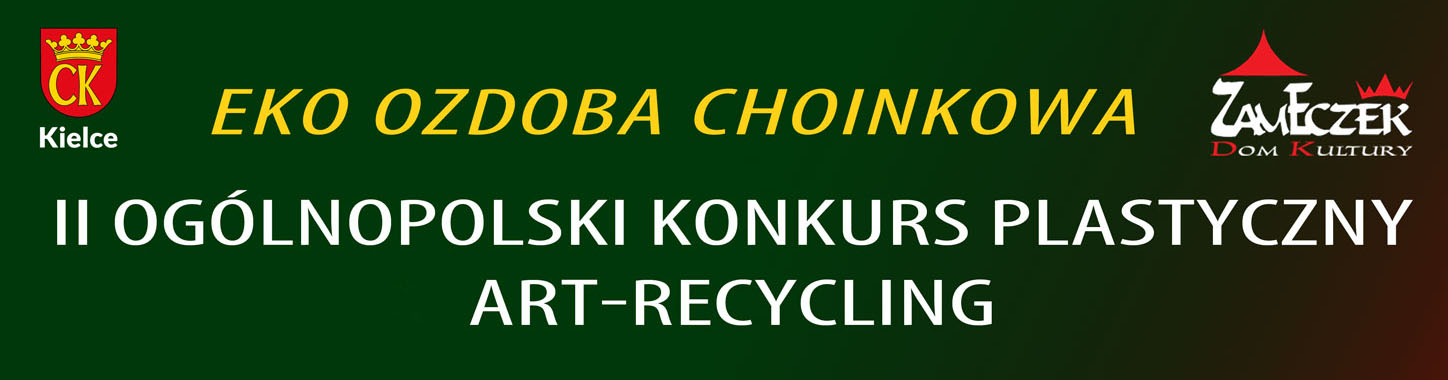 CK
Kielce
EKO OZDOBA CHOINKOWA
ZAMECZEK
DOM KULTURY
II OGÓLNOPOLSKI KONKURS PLASTYCZNY
ART-RECYCLING